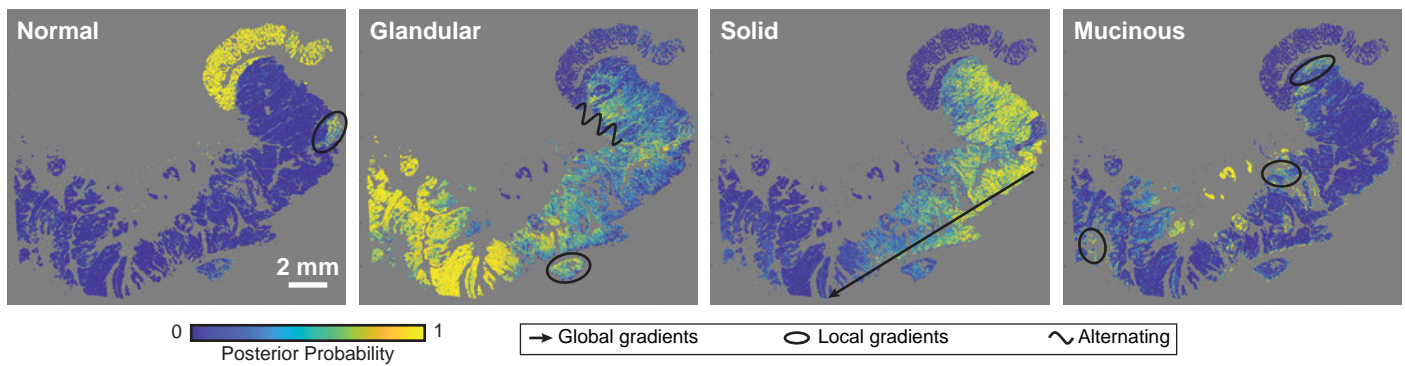 Normal
Glandular
Solid
Mucinous
2 mm
0
1
Posterior Probability
Global gradients
Local gradients
Alternating